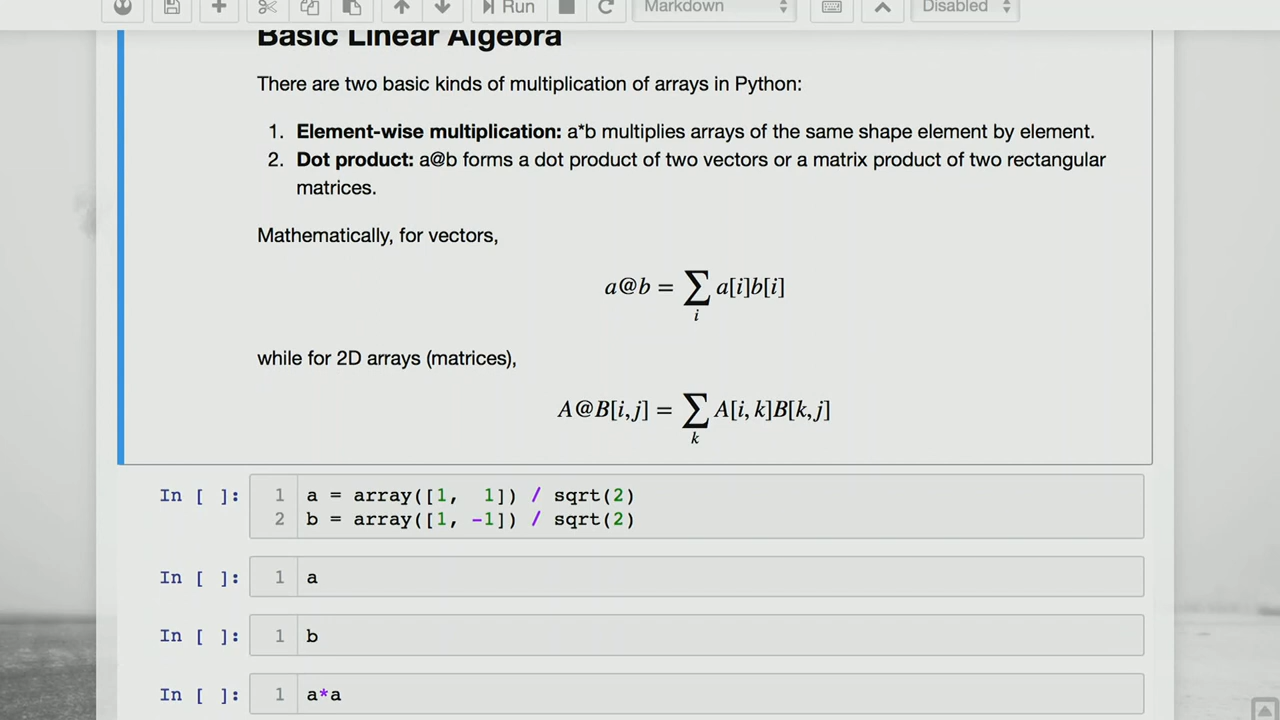 Run Markdown Disabled
Basic Linear Algebra
There are two basic kinds of multiplication of arrays in Python:
1. Element-wise multiplication: a*b multiplies arrays of the same shape element by element.
2. Dot product: a@b forms a dot product of two vectors or a matrix product of two rectangular
matrices.
Mathematically, for vectors,
a@b = ∑ a[i]b[i]
i
while for 2D arrays (matrices),
A@B[i,j] = ∑ A[i, k]B[k,j]
k
In [ ]: 1 a = array([1,  1]) / sqrt(2)
2 b = array([1, -1]) / sqrt(2)
In [ ]: 1 a
In [ ]: 1 b
In [ ]: 1 a*a